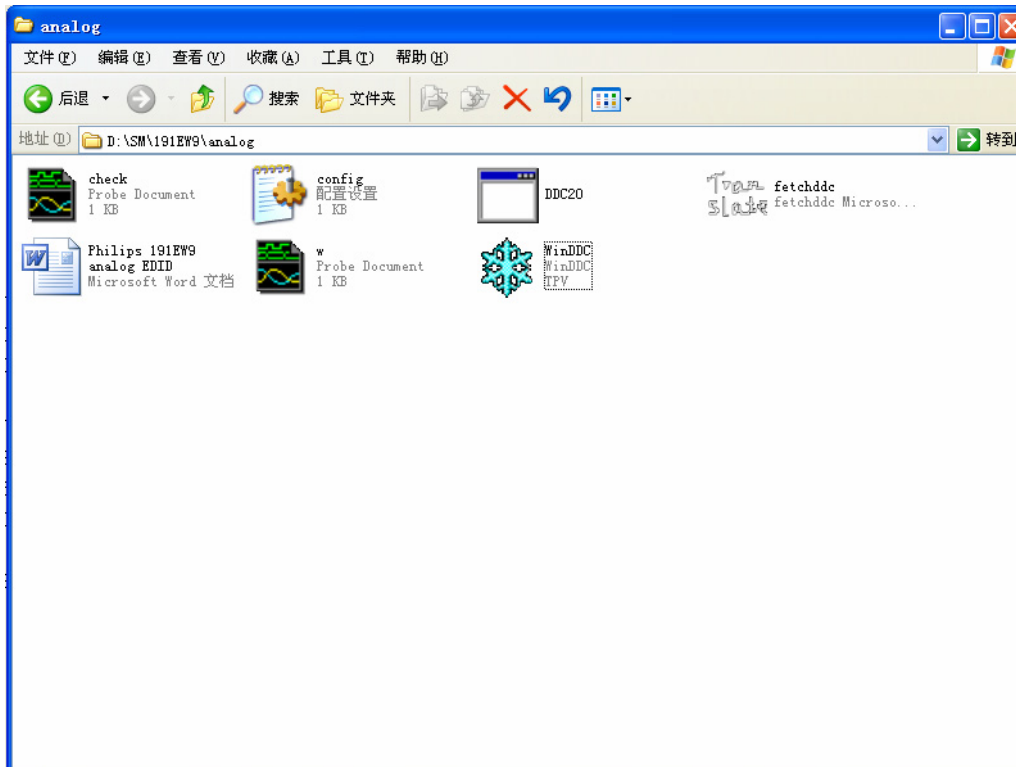 analog
文件(F) 编辑(E) 查看(V) 收藏(A) 工具(T) 帮助(H)
后退 搜索 文件夹
地址(D) D:\SM\191EW9\analog 转到
check
Probe Document
1 KB
config
配置设置
1 KB
DDC20
Tran
slate
fetchddc
fetchddc Microso...
Philips 191EW9
analog EDID
Microsoft Word 文档
w
Probe Document
1 KB
WinDDC
WinDDC
TPV